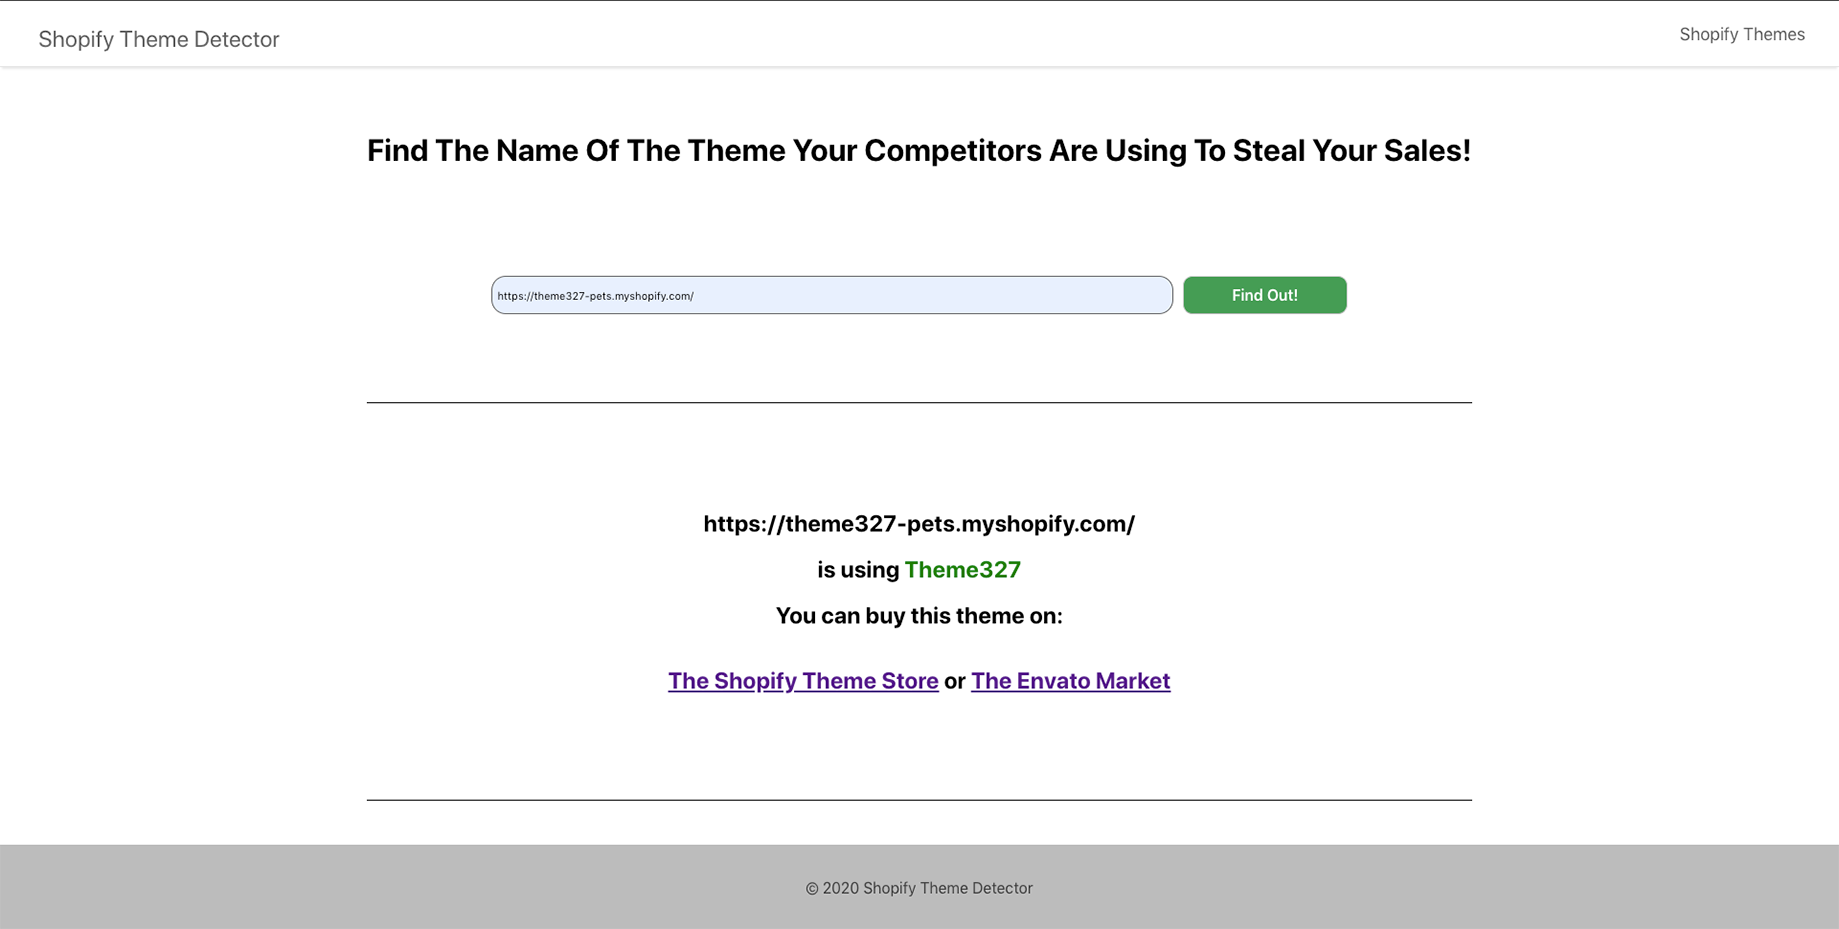 Shopify Theme Detector
Shopify Themes
Find The Name Of The Theme Your Competitors Are Using To Steal Your Sales!
https://theme327-pets.myshopify.com/
Find Out!
https://theme327-pets.myshopify.com/
is using Theme327
You can buy this theme on:
The Shopify Theme Store or The Envato Market
© 2020 Shopify Theme Detector